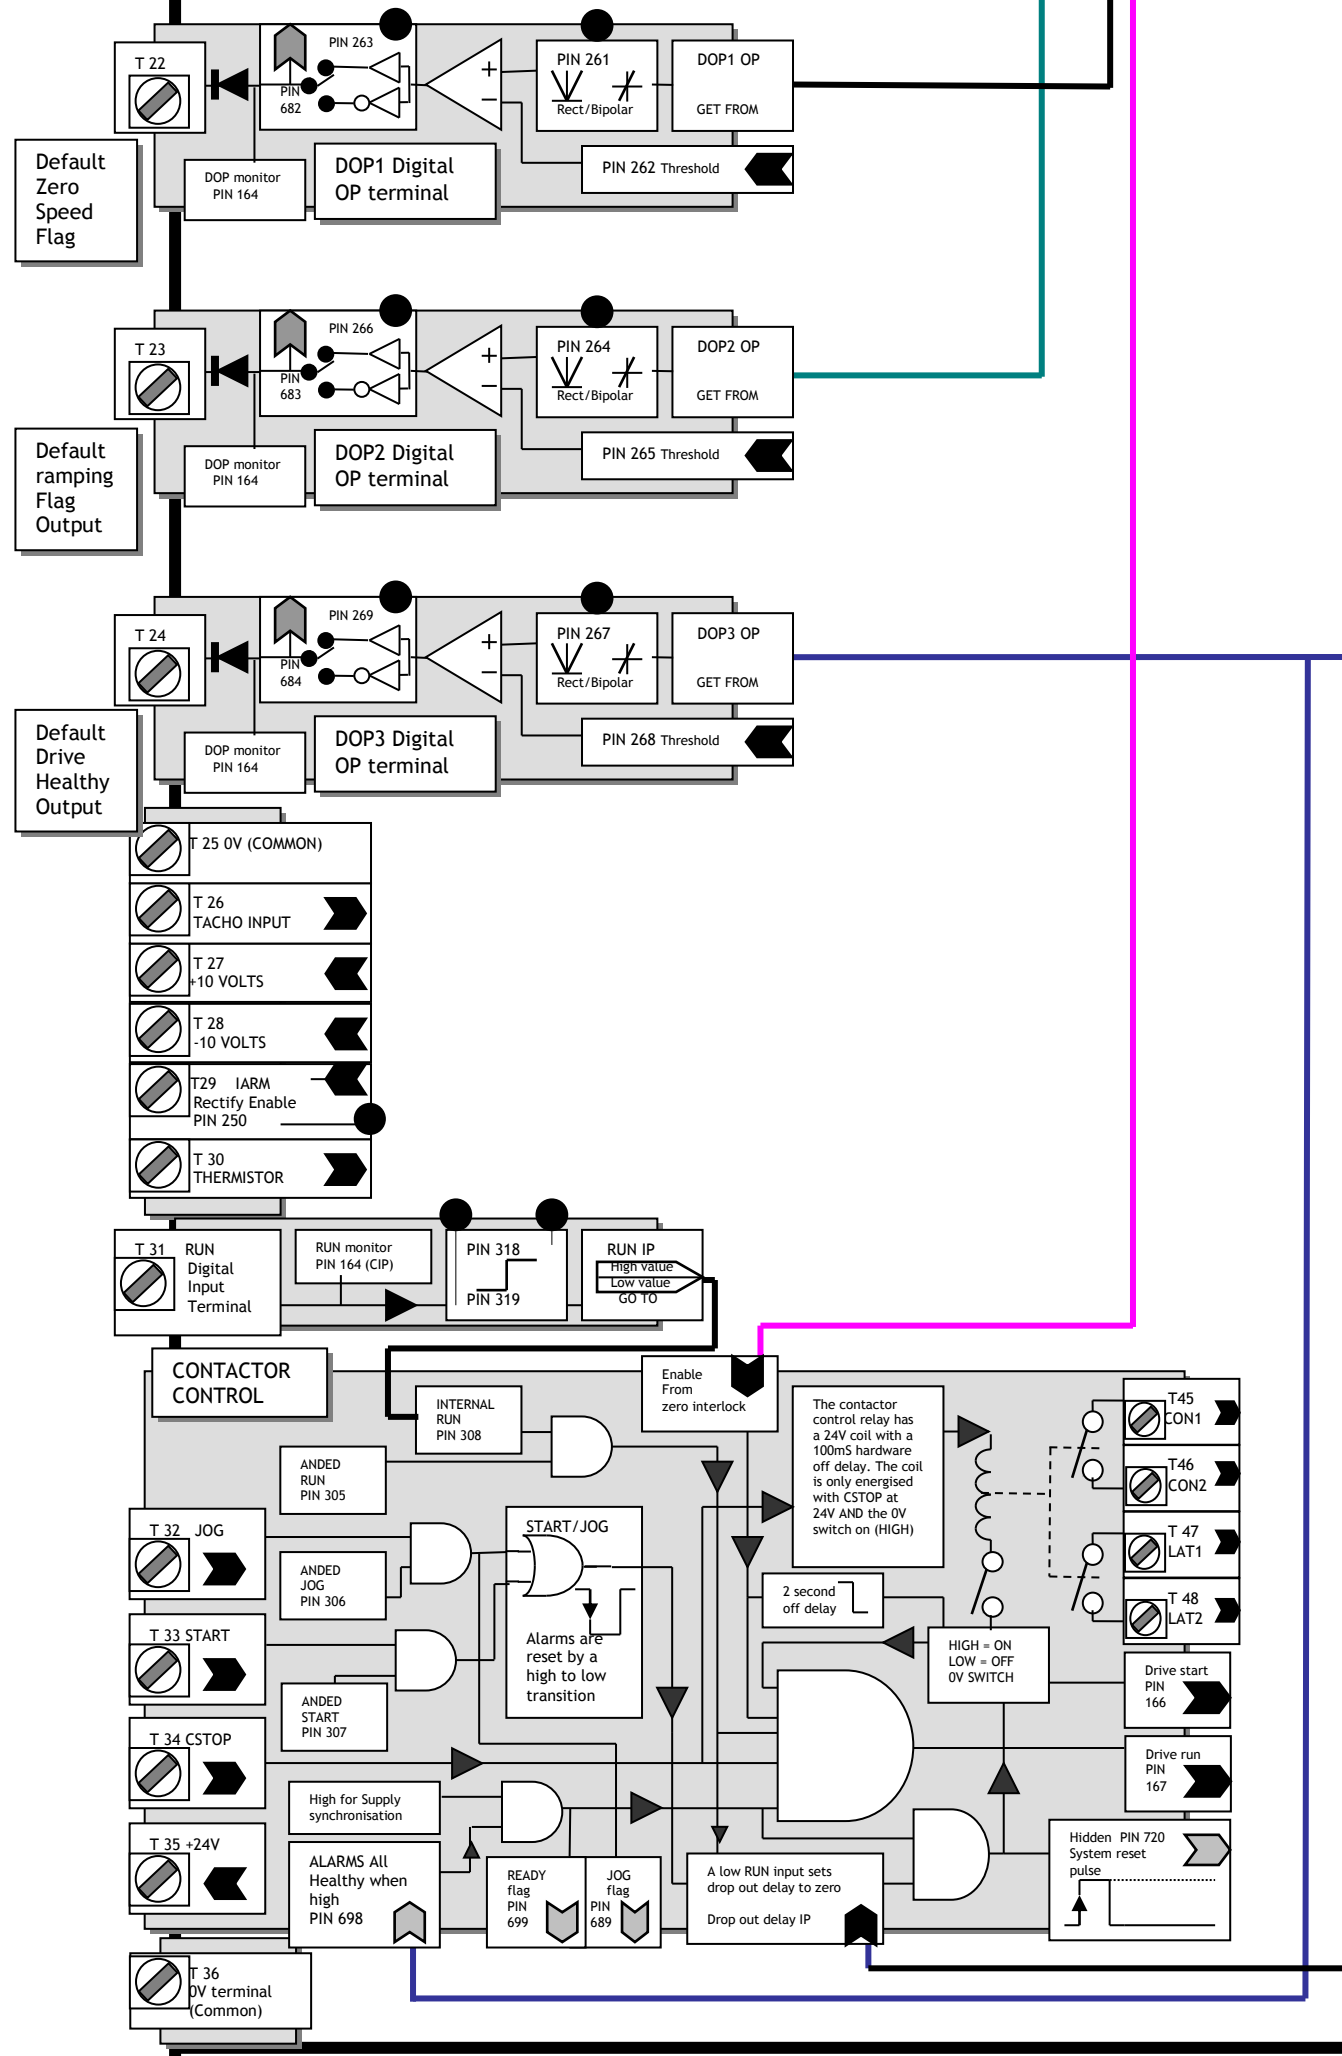 T 22
PIN 263
PIN
682
+
−
PIN 261
Rect/Bipolar
DOP1 OP
GET FROM
PIN 262 Threshold
DOP monitor
PIN 164
DOP1 Digital
OP terminal
Default
Zero
Speed
Flag
T 23
PIN 266
PIN
683
+
−
PIN 264
Rect/Bipolar
DOP2 OP
GET FROM
PIN 265 Threshold
DOP monitor
PIN 164
DOP2 Digital
OP terminal
Default
ramping
Flag
Output
T 24
PIN 269
PIN
684
+
−
PIN 267
Rect/Bipolar
DOP3 OP
GET FROM
PIN 268 Threshold
DOP monitor
PIN 164
DOP3 Digital
OP terminal
Default
Drive
Healthy
Output
T 25 0V (COMMON)
T 26
TACHO INPUT
T 27
+10 VOLTS
T 28
-10 VOLTS
T29 IARM
Rectify Enable
PIN 250
T 30
THERMISTOR
T 31 RUN
Digital
Input
Terminal
RUN monitor
PIN 164 (CIP)
PIN 318
PIN 319
RUN IP
High value
Low value
GO TO
CONTACTOR
CONTROL
INTERNAL
RUN
PIN 308
Enable
From
zero interlock
ANDED
RUN
PIN 305
The contactor
control relay has
a 24V coil with a
100mS hardware
off delay. The coil
is only energised
with CSTOP at
24V AND the 0V
switch on (HIGH)
T45
CON1
T46
CON2
T 47
LAT1
T 48
LAT2
T 32 JOG
ANDED
JOG
PIN 306
START/JOG
Alarms are
reset by a
high to low
transition
2 second
off delay
T 33 START
ANDED
START
PIN 307
HIGH = ON
LOW = OFF
0V SWITCH
Drive start
PIN
166
T 34 CSTOP
Drive run
PIN
167
High for Supply
synchronisation
T 35 +24V
ALARMS All
Healthy when
high
PIN 698
READY
flag
PIN
699
JOG
flag
PIN
689
A low RUN input sets
drop out delay to zero
Drop out delay IP
Hidden PIN 720
System reset
pulse
T 36
0V terminal
(Common)